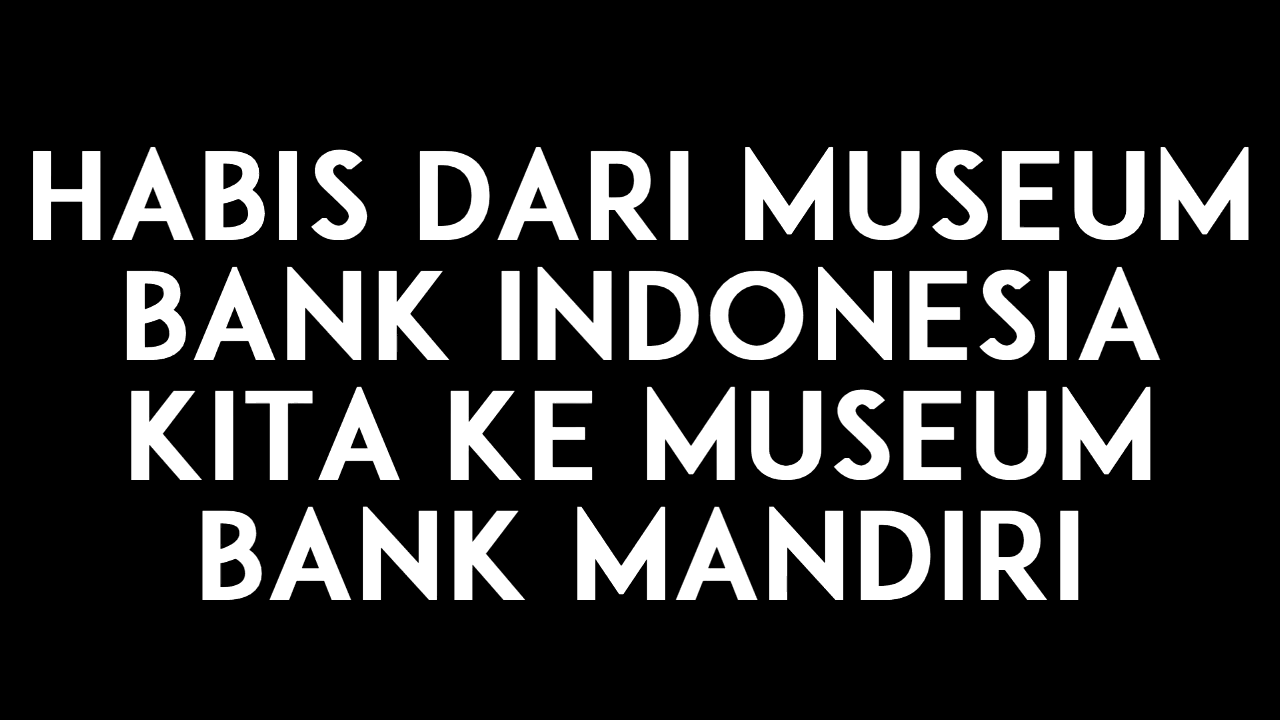 HABIS DARI MUSEUM
BANK INDONESIA
KITA KE MUSEUM
BANK MANDIRI